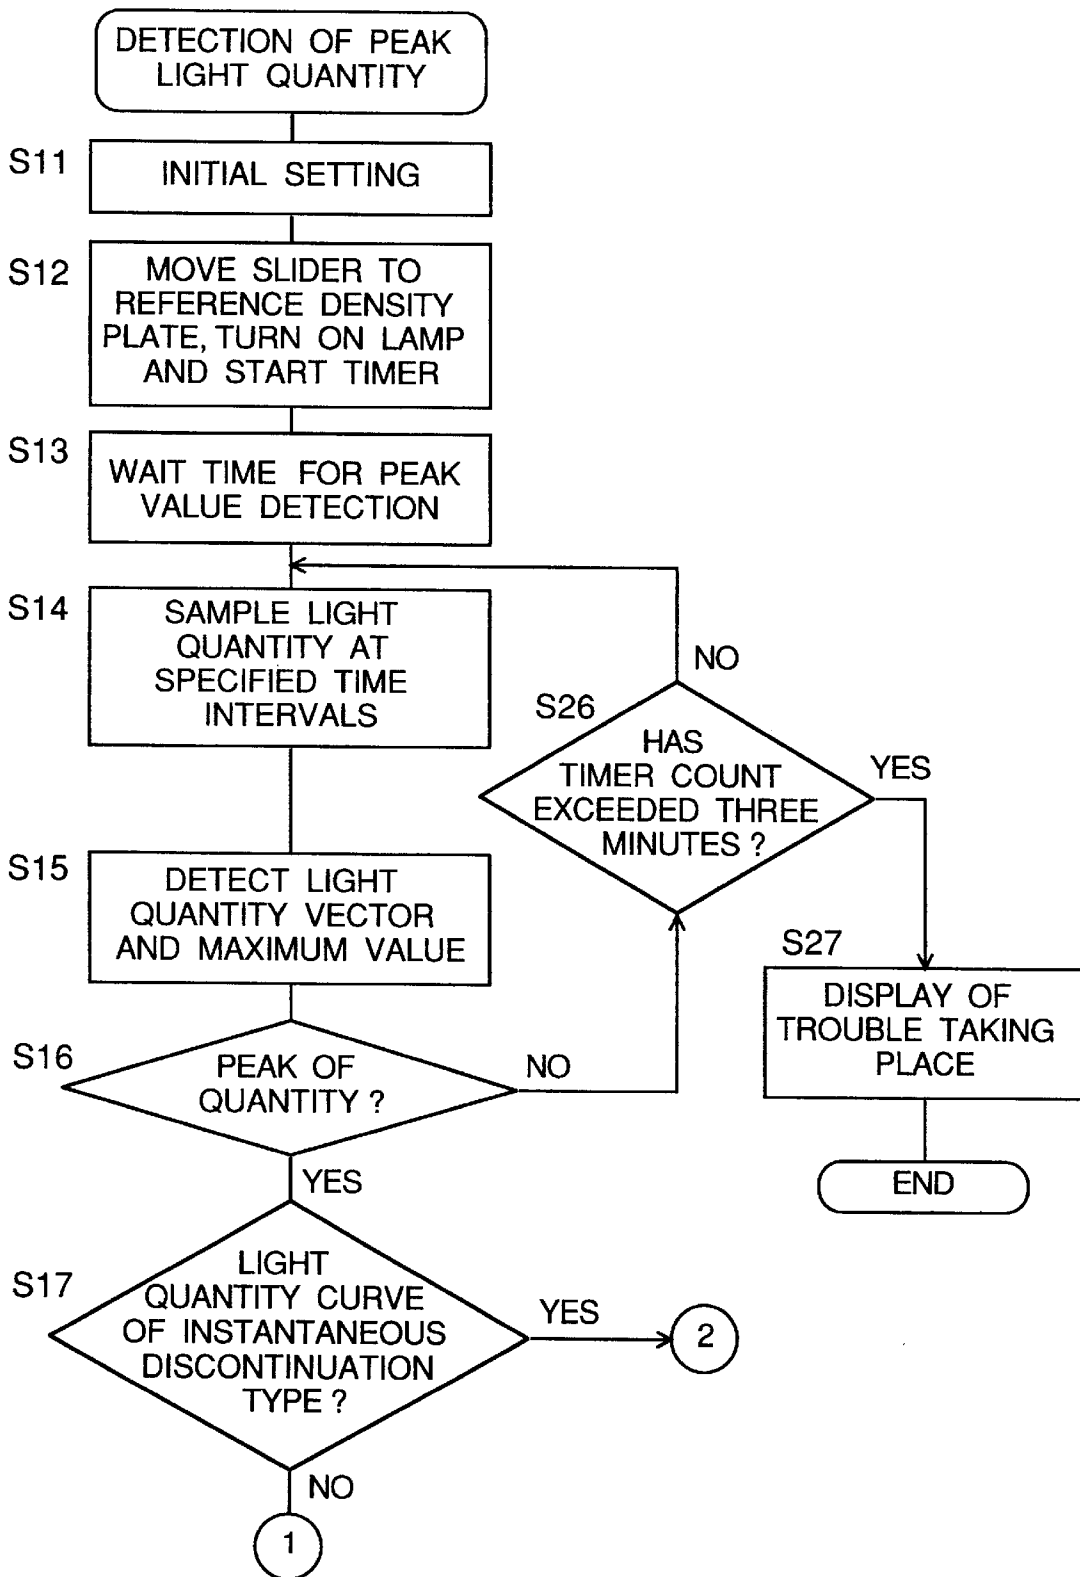 DETECTION OF PEAK
LIGHT QUANTITY
S11
INITIAL SETTING
S12
MOVE SLIDER TO
REFERENCE DENSITY
PLATE, TURN ON LAMP
AND START TIMER
S13
WAIT TIME FOR PEAK
VALUE DETECTION
S14
SAMPLE LIGHT
QUANTITY AT
SPECIFIED TIME
INTERVALS
NO
S26
HAS
TIMER COUNT
EXCEEDED THREE
MINUTES ?
YES
S15
DETECT LIGHT
QUANTITY VECTOR
AND MAXIMUM VALUE
S27
DISPLAY OF
TROUBLE TAKING
PLACE
S16
PEAK OF
QUANTITY ?
NO
END
YES
S17
LIGHT
QUANTITY CURVE
OF INSTANTANEOUS
DISCONTINUATION
TYPE ?
YES
2
NO
1